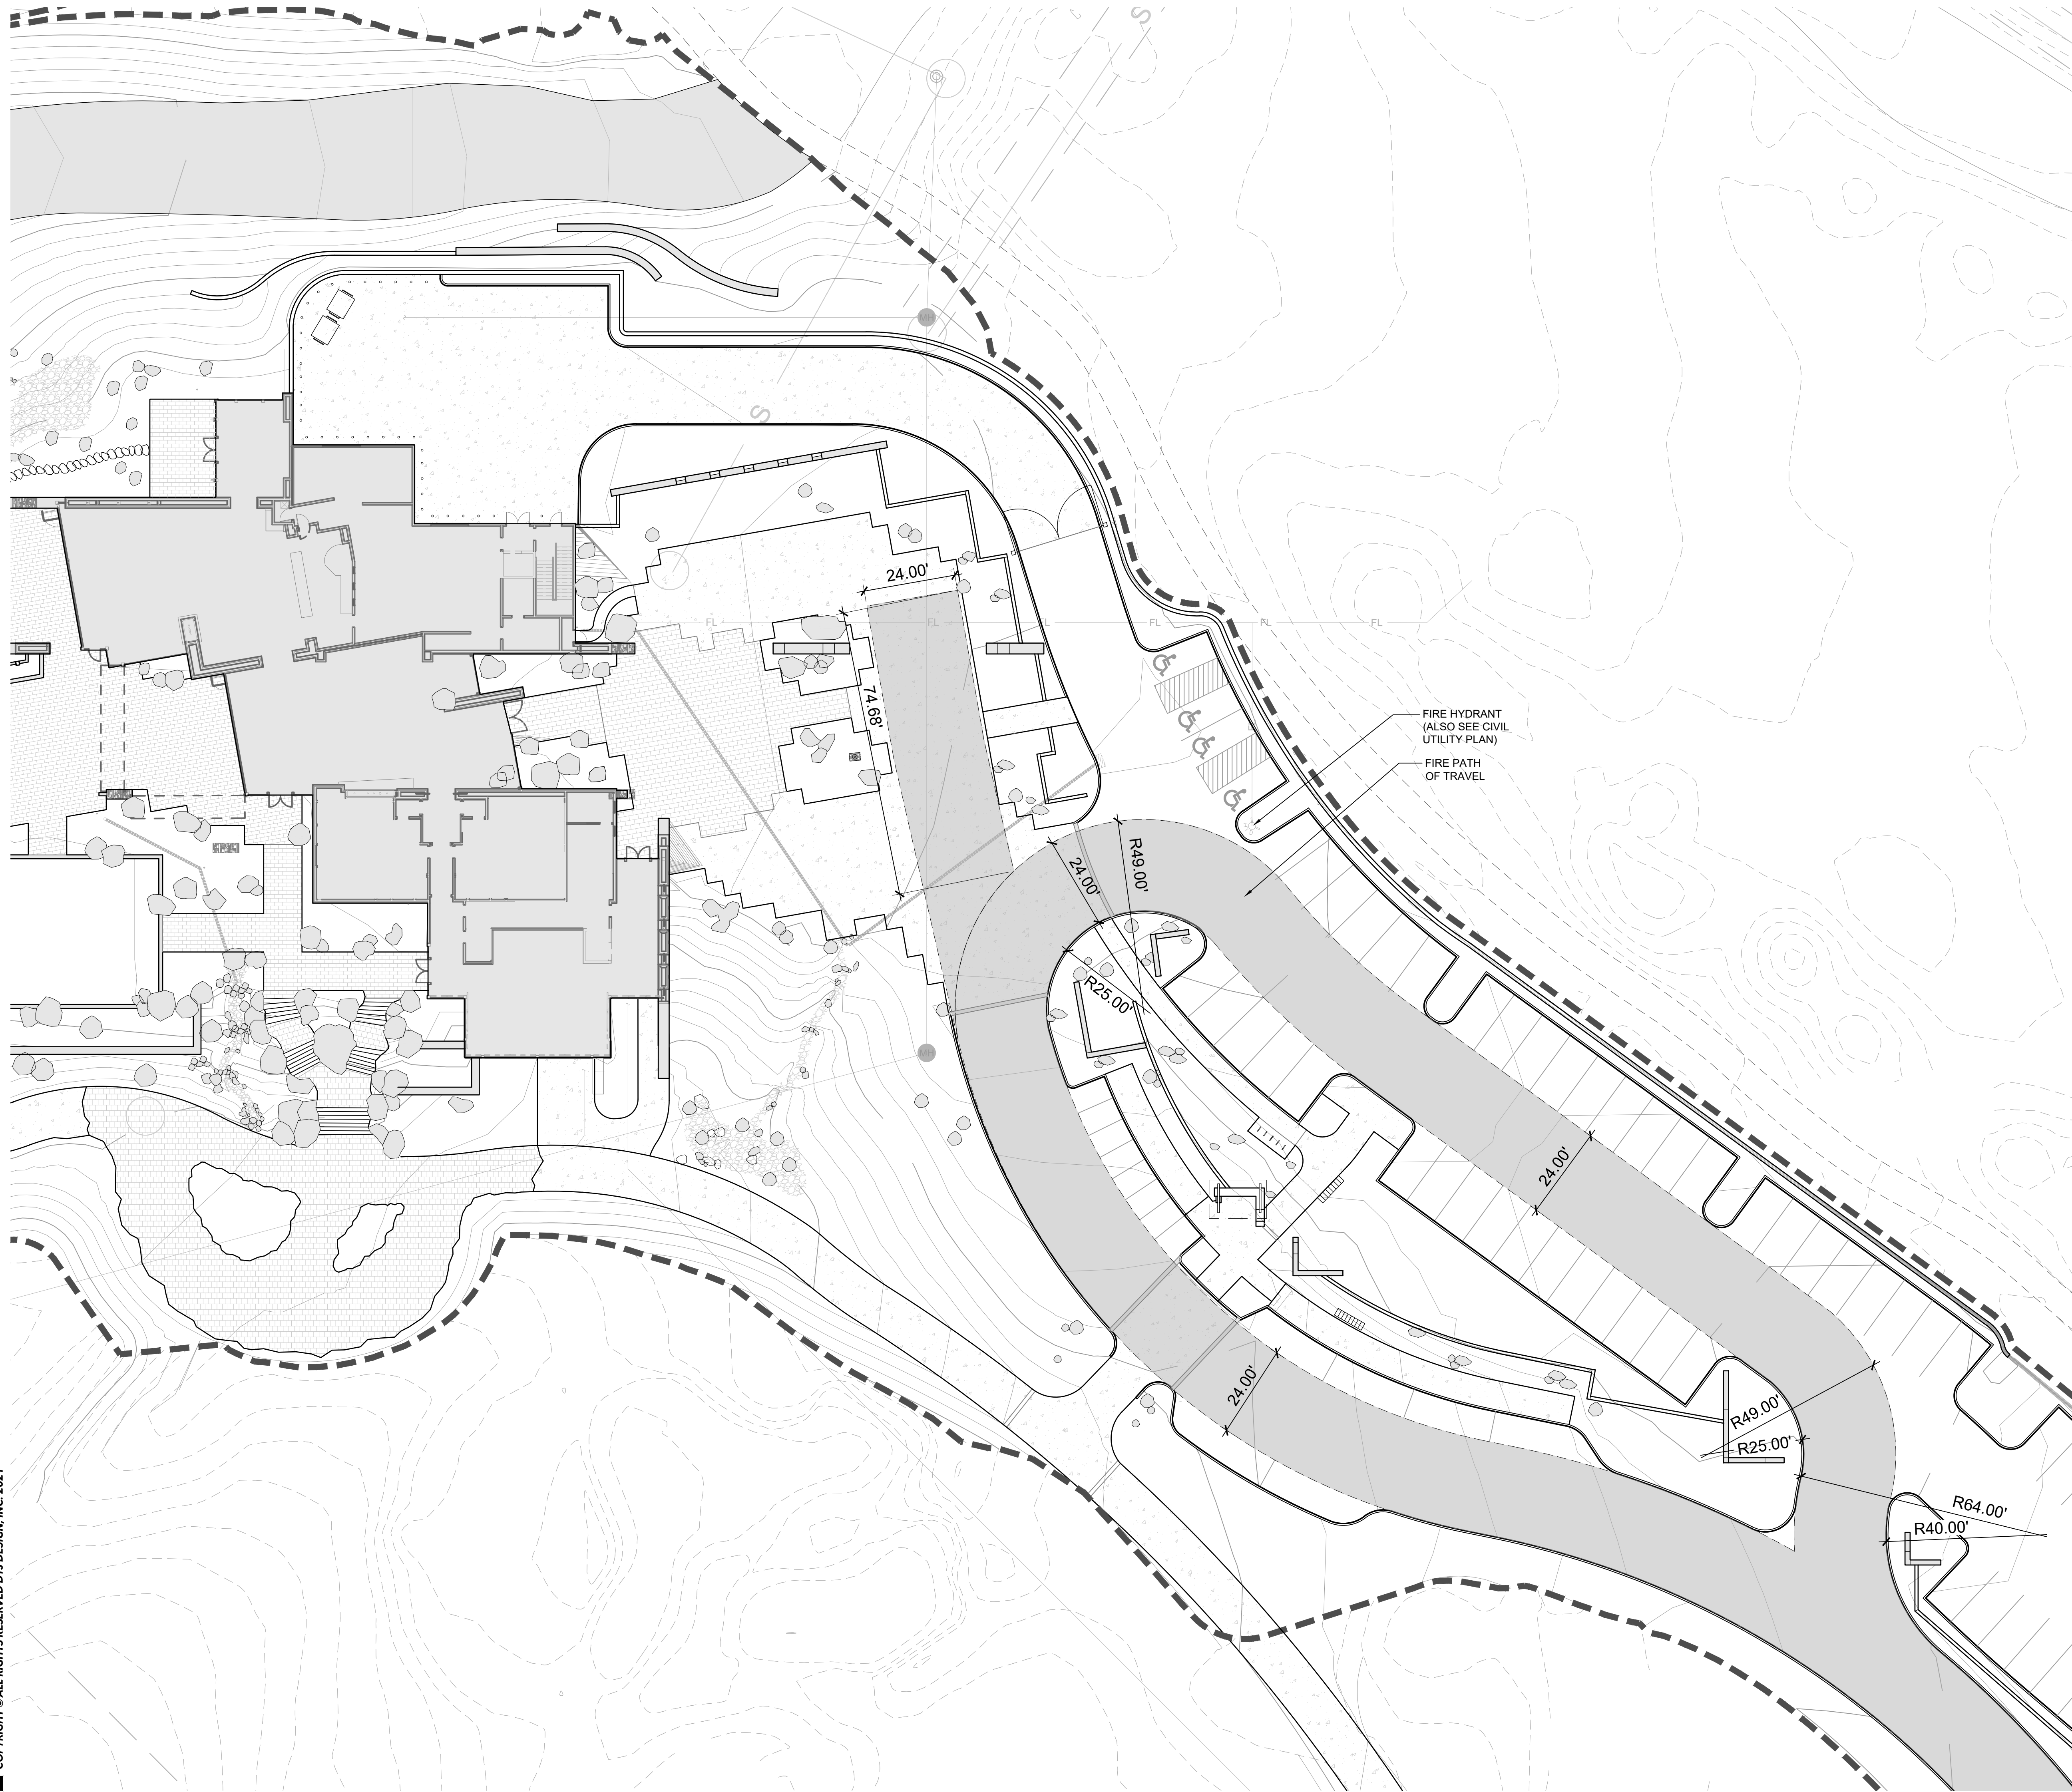 S
MH
S
24.00'
FL
FL
FL
FL
FL
FL
74.68'
FIRE HYDRANT
(ALSO SEE CIVIL
UTILITY PLAN)
FIRE PATH
OF TRAVEL
R49.00'
24.00'
R25.00'
MH
24.00'
24.00'
R49.00'
R25.00'
R64.00'
R40.00'